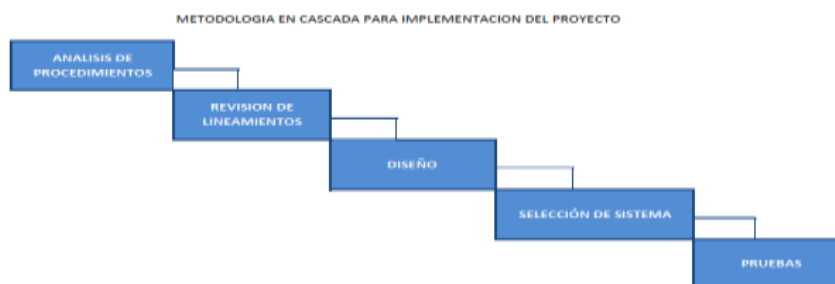 METODOLOGIA EN CASCADA PARA IMPLEMENTACION DEL PROYECTO
ANALISIS DE
PROCEDIMIENTOS
REVISION DE
LINEAMIENTOS
DISEÑO
SELECCIÓN DE SISTEMA
PRUEBAS